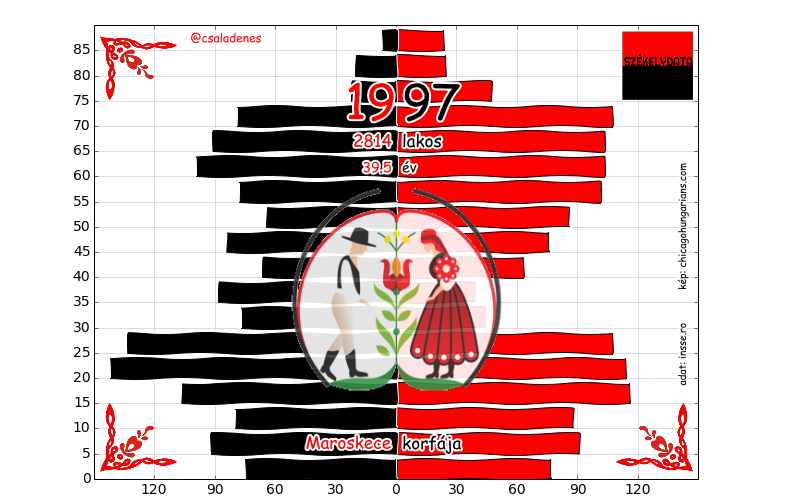 @csaladenes
SZÉKELYDATA
1997
2814 lakos
39.5 év
kép: chicagohungarians.com
adat: insse.ro
Maroskece korfája
85
80
75
70
65
60
55
50
45
40
35
30
25
20
15
10
5
0
120 90 60 30 0 30 60 90 120